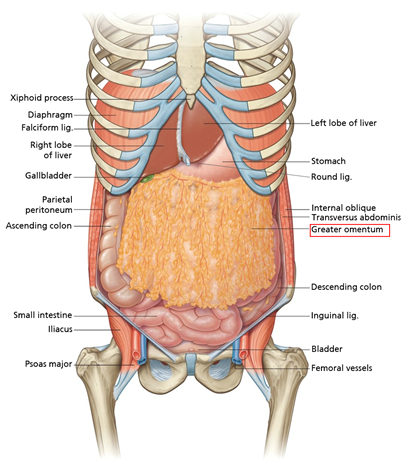 Xiphoid process
Diaphragm
Falciform lig.
Right lobe
of liver
Gallbladder
Parietal
peritoneum
Ascending colon
Small intestine
Iliacus
Psoas major
Left lobe of liver
Stomach
Round lig.
Internal oblique
Transversus abdominis
Greater omentum
Descending colon
Inguinal lig.
Bladder
Femoral vessels